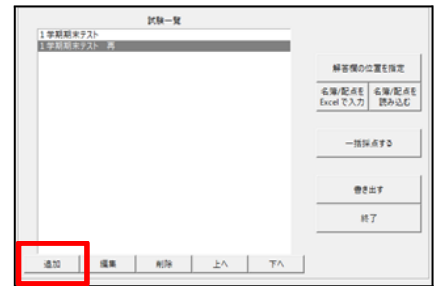 試験一覧
1学期期末テスト
1学期期末テスト 再
解答欄の位置を指定
名簿/配点を
Excelで入力
名簿/配点を
読み込む
一括採点する
書き出す
終了
追加 編集 削除 上へ 下へ